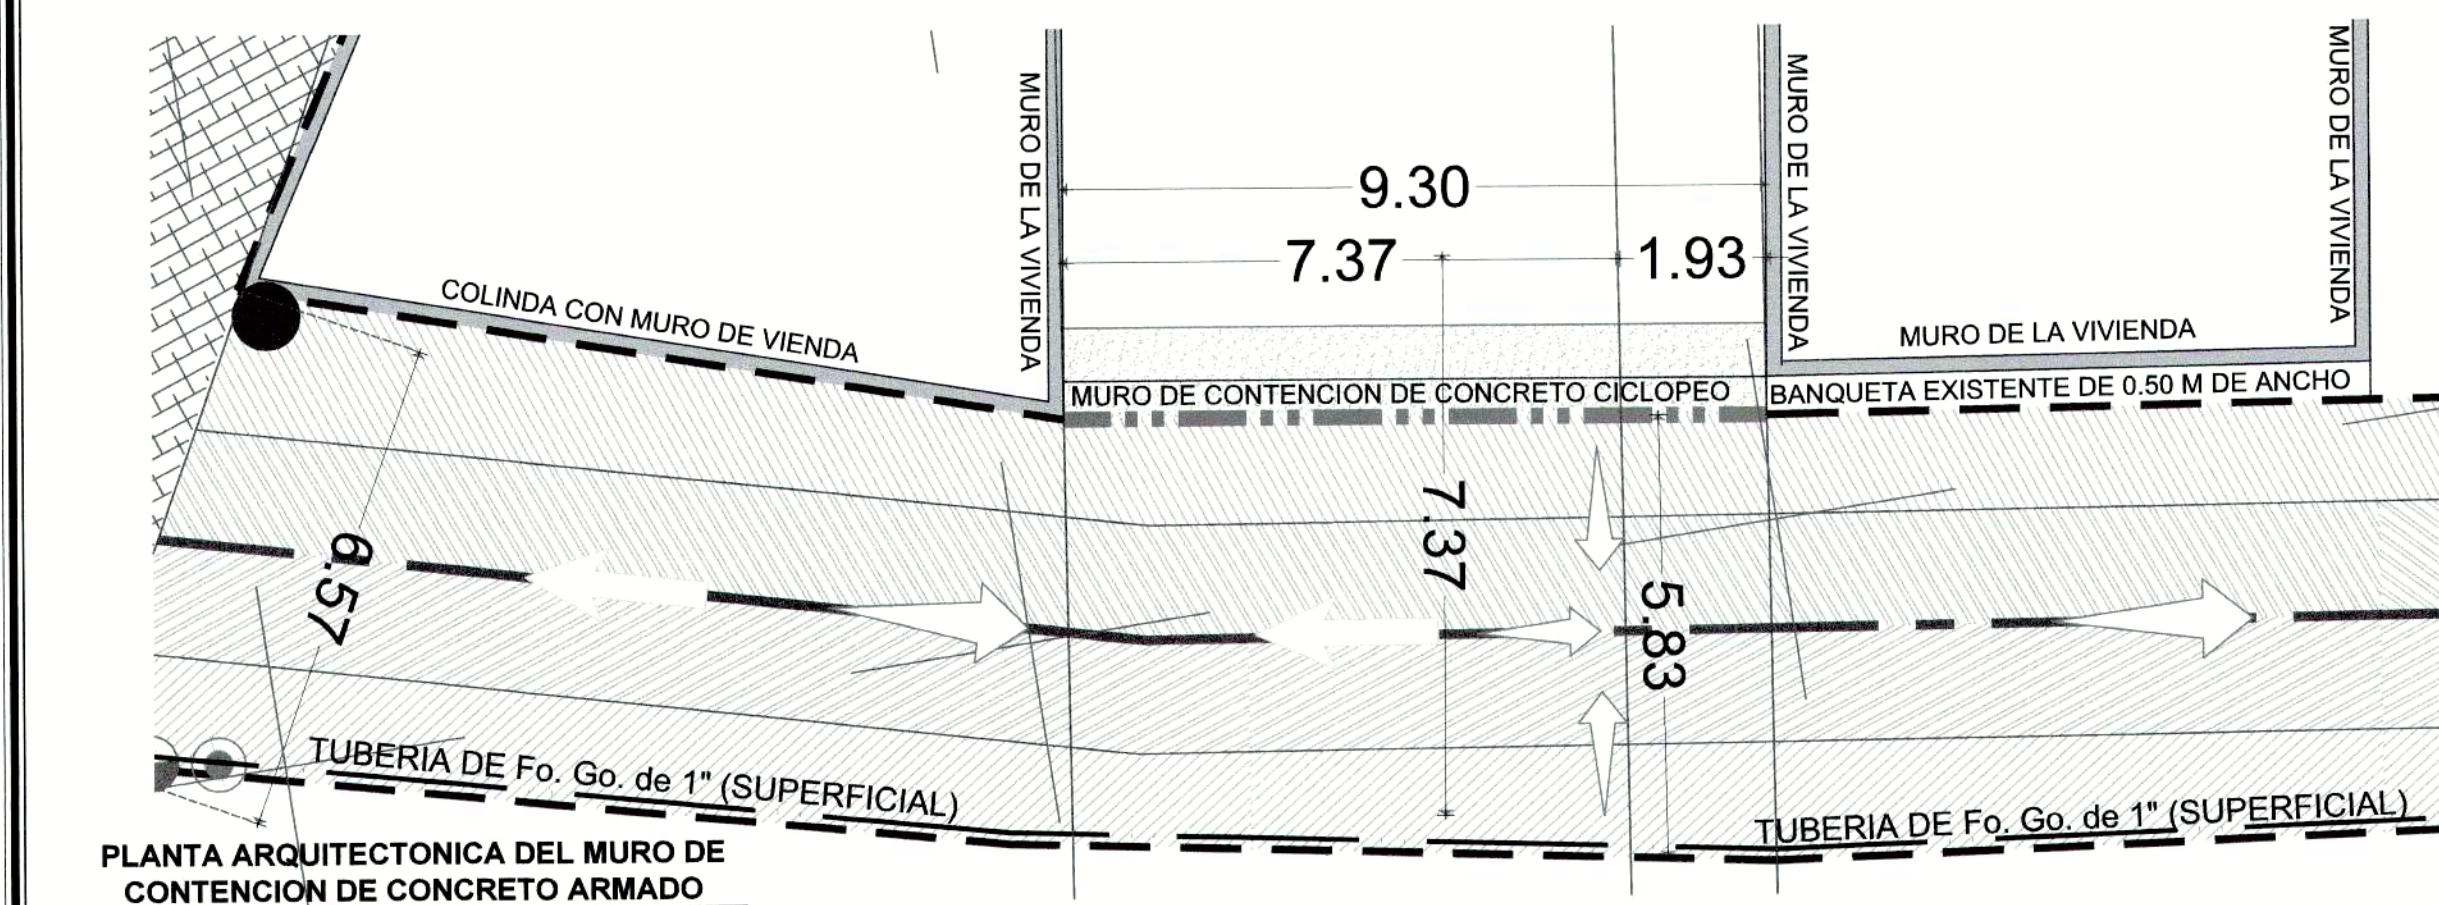 MURO DE LA VIVIENDA
MURO DE LA VIVIENDA
MURO DE LA VIVIENDA
9.30
7.37
1.93
COLINDA CON MURO DE VIENDA
MURO DE LA VIVIENDA
MURO DE CONTENCION DE CONCRETO CICLOPEO
BANQUETA EXISTENTE DE 0.50 M DE ANCHO
6.57
7.37
5.83
TUBERIA DE Fo. Go. de 1" (SUPERFICIAL)
TUBERIA DE Fo. Go. de 1" (SUPERFICIAL)
PLANTA ARQUITECTONICA DEL MURO DE
CONTENCION DE CONCRETO ARMADO